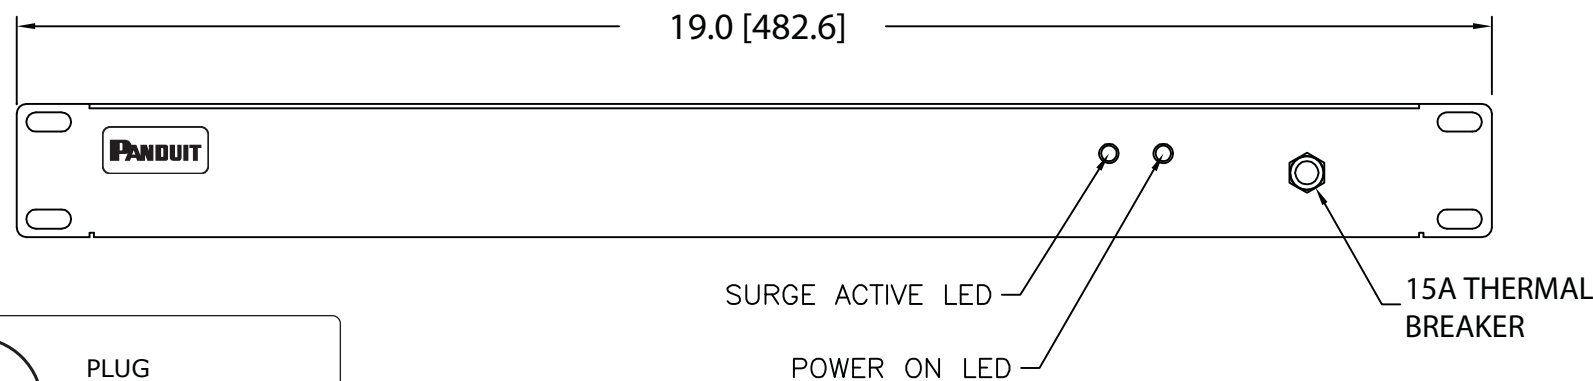 19.0 [482.6]
PANDUIT
SURGE ACTIVE LED
15A THERMAL
BREAKER
POWER ON LED
PLUG